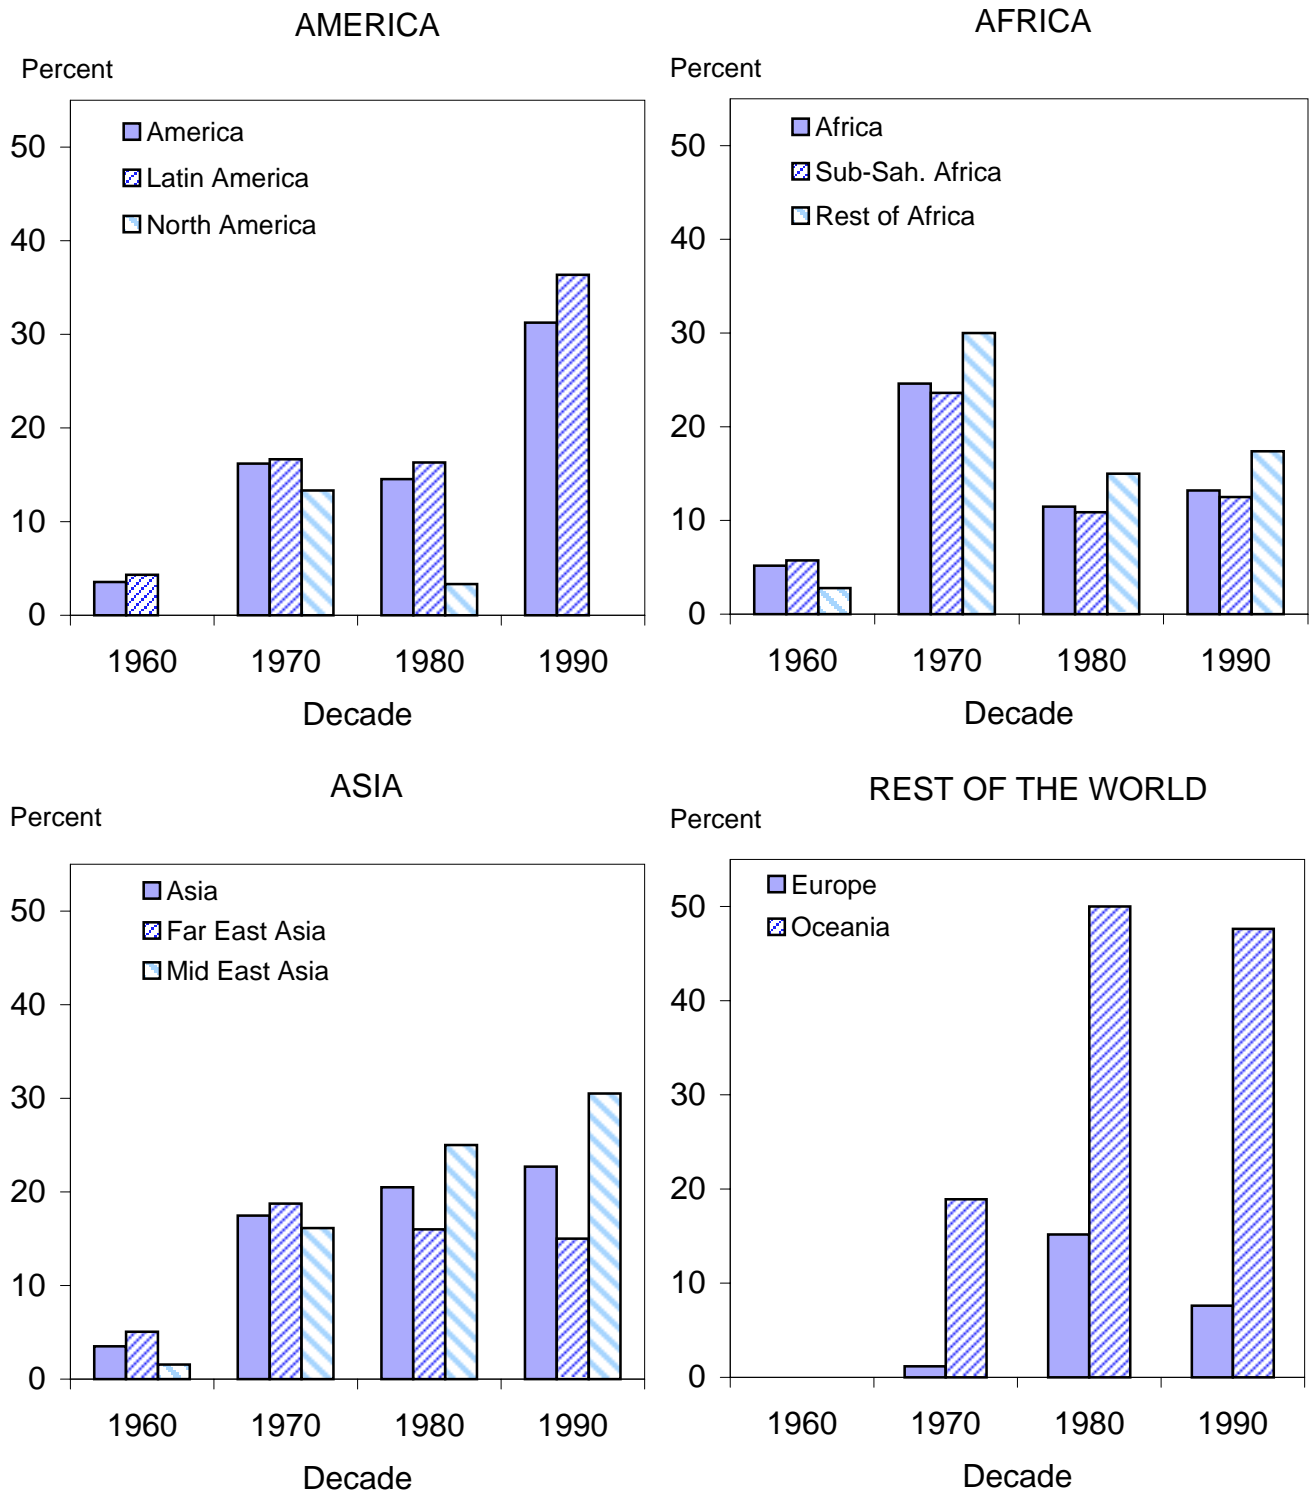 AMERICA
Percent
America
Latin America
North America
50
40
30
20
10
0
1960 1970 1980 1990
Decade
AFRICA
Percent
Africa
Sub-Sah. Africa
Rest of Africa
50
40
30
20
10
0
1960 1970 1980 1990
Decade
ASIA
Percent
Asia
Far East Asia
Mid East Asia
50
40
30
20
10
0
1960 1970 1980 1990
Decade
REST OF THE WORLD
Percent
Europe
Oceania
50
40
30
20
10
0
1960 1970 1980 1990
Decade